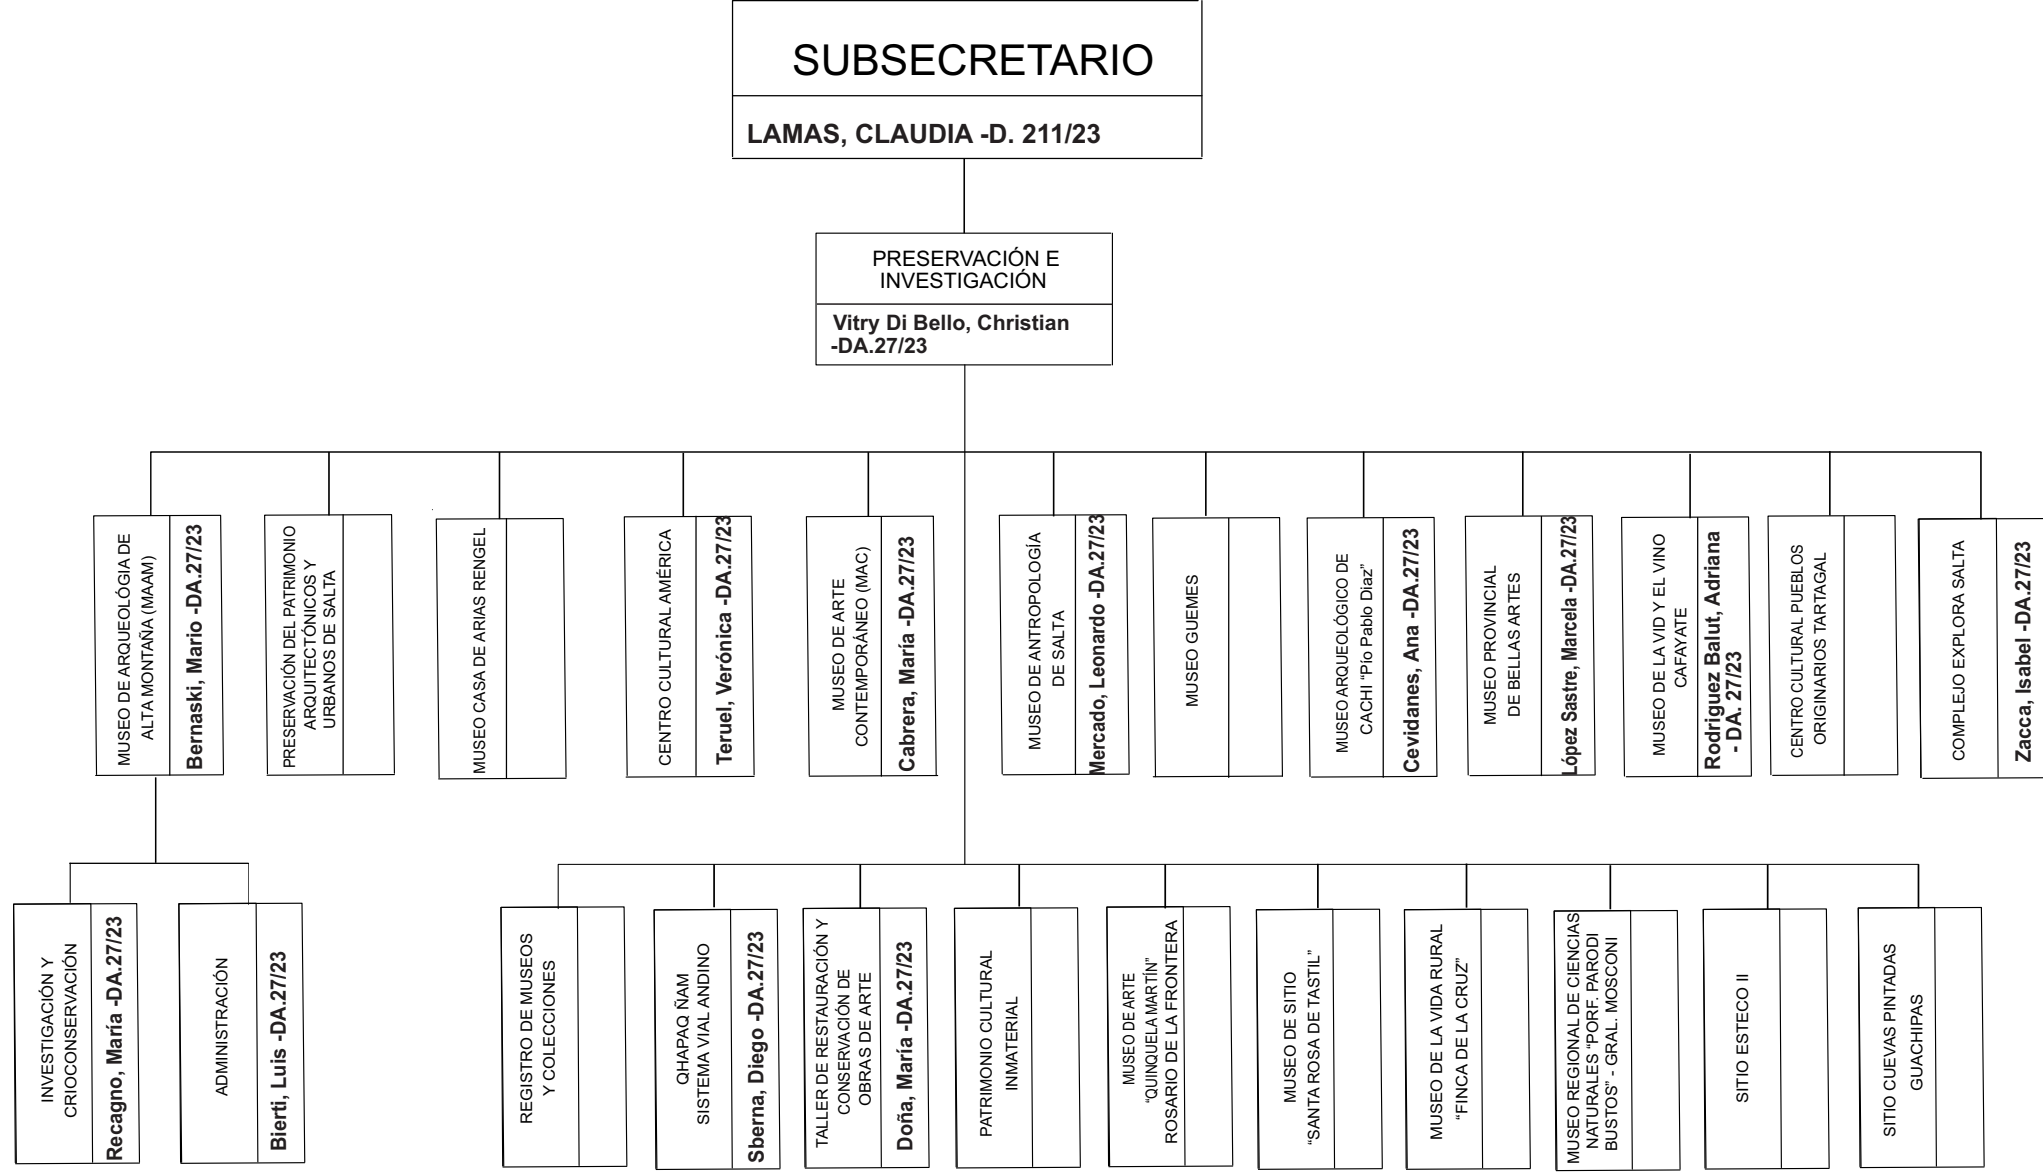 SUBSECRETARIO
LAMAS, CLAUDIA -D. 211/23
PRESERVACIÓN E
INVESTIGACIÓN
Vitry Di Bello, Christian
-DA.27/23
MUSEO DE ARQUEOLÓGIA DE
ALTA MONTAÑA (MAAM)
Bernaski, Mario -DA.27/23
PRESERVACIÓN DEL PATRIMONIO
ARQUITECTÓNICOS Y
URBANOS DE SALTA
MUSEO CASA DE ARIAS RENGEL
CENTRO CULTURAL AMÉRICA
Teruel, Verónica -DA.27/23
MUSEO DE ARTE
CONTEMPORÁNEO (MAC)
Cabrera, María -DA.27/23
MUSEO DE ANTROPOLOGÍA
DE SALTA
Mercado, Leonardo -DA.27/23
MUSEO GUEMES
MUSEO ARQUEOLÓGICO DE
CACHI “Pío Pablo Diaz”
Cevidanes, Ana -DA.27/23
MUSEO PROVINCIAL
DE BELLAS ARTES
López Sastre, Marcela -DA.27/23
MUSEO DE LA VID Y EL VINO
CAFAYATE
Rodriguez Balut, Adriana
- DA. 27/23
CENTRO CULTURAL PUEBLOS
ORIGINARIOS TARTAGAL
COMPLEJO EXPLORA SALTA
Zacca, Isabel -DA.27/23
INVESTIGACIÓN Y
CRIOCONSERVACIÓN
Recagno, María -DA.27/23
ADMINISTRACIÓN
Bierti, Luis -DA.27/23
REGISTRO DE MUSEOS
Y COLECCIONES
QHAPAQ ÑAM
SISTEMA VIAL ANDINO
Sberna, Diego -DA.27/23
TALLER DE RESTAURACIÓN Y
CONSERVACIÓN DE
OBRAS DE ARTE
Doña, María -DA.27/23
PATRIMONIO CULTURAL
INMATERIAL
MUSEO DE ARTE
“QUINQUELA MARTÍN”
ROSARIO DE LA FRONTERA
MUSEO DE SITIO
“SANTA ROSA DE TASTIL”
MUSEO DE LA VIDA RURAL
“FINCA DE LA CRUZ”
MUSEO REGIONAL DE CIENCIAS
NATURALES “PORF. PARODI
BUSTOS” - GRAL. MOSCONI
SITIO ESTECO II
SITIO CUEVAS PINTADAS
GUACHIPAS